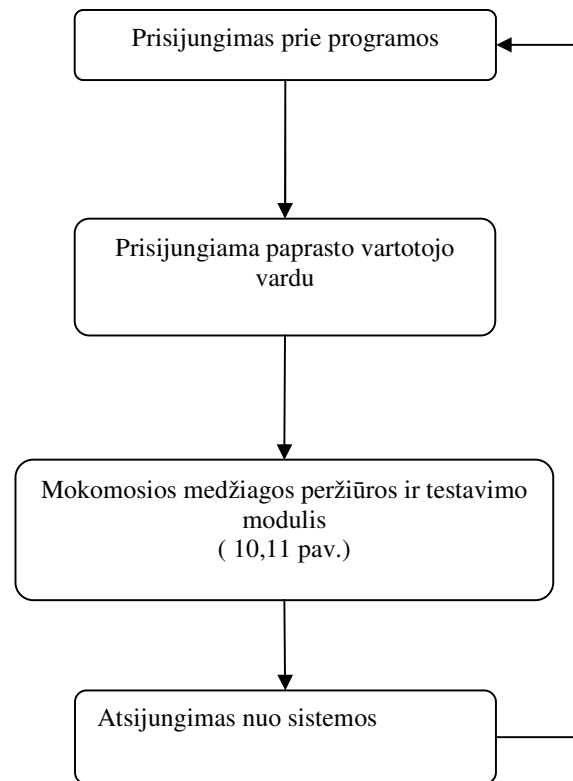 Prisijungimas prie programos
Prisijungiama paprasto vartotojo
vardu
Mokomosios medžiagos peržiūros ir testavimo
modulis
( 10,11 pav.)
Atsijungimas nuo sistemos